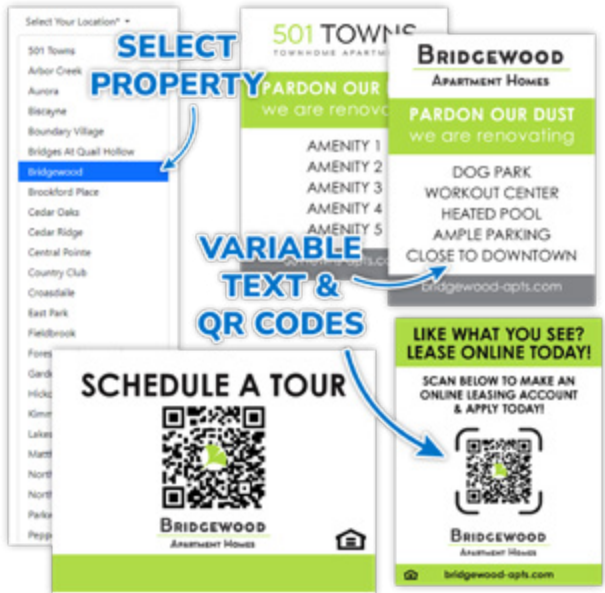 Select Your Location*
501 Towns
Arbor Creek
Aurora
Biscayne
Boundary Village
Bridges At Quail Hollow
Bridgewood
Brookford Place
Cedar Oaks
Cedar Ridge
Central Pointe
Country Club
Croasdaile
East Park
Fieldbrook
SELECT
PROPERTY
501 TOWNS
TOWNHOME
PARDON OUR
we are
AMENITY 1
AMENITY 2
AMENITY 3
AMENITY 4
AMENITY 5
BRIDGEWOOD
APARTMENT HOMES
PARDON OUR DUST
we are renovating
DOG PARK
WORKOUT CENTER
HEATED POOL
AMPLE PARKING
CLOSE TO DOWNTOWN
bridgewood-apts.com
VARIABLE
TEXT &
QR CODES
SCHEDULE A TOUR
BRIDGEWOOD
APARTMENT HOMES
LIKE WHAT YOU SEE?
LEASE ONLINE TODAY!
SCAN BELOW TO MAKE AN
ONLINE LEASING ACCOUNT
& APPLY TODAY!
BRIDGEWOOD
APARTMENT HOMES
bridgewood-apts.com